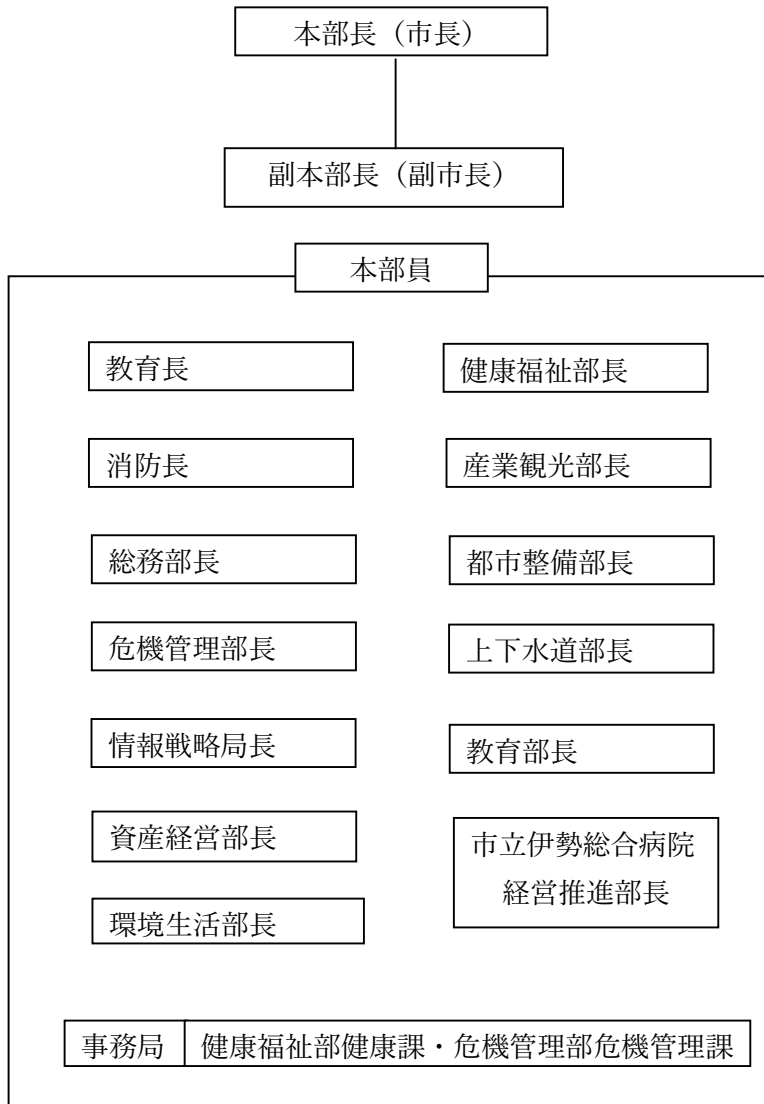 本部長（市長）
副本部長（副市長）
本部員
教育長
消防長
総務部長
危機管理部長
情報戦略局長
資産経営部長
環境生活部長
健康福祉部長
産業観光部長
都市整備部長
上下水道部長
教育部長
市立伊勢総合病院
経営推進部長
事務局 健康福祉部健康課・危機管理部危機管理課